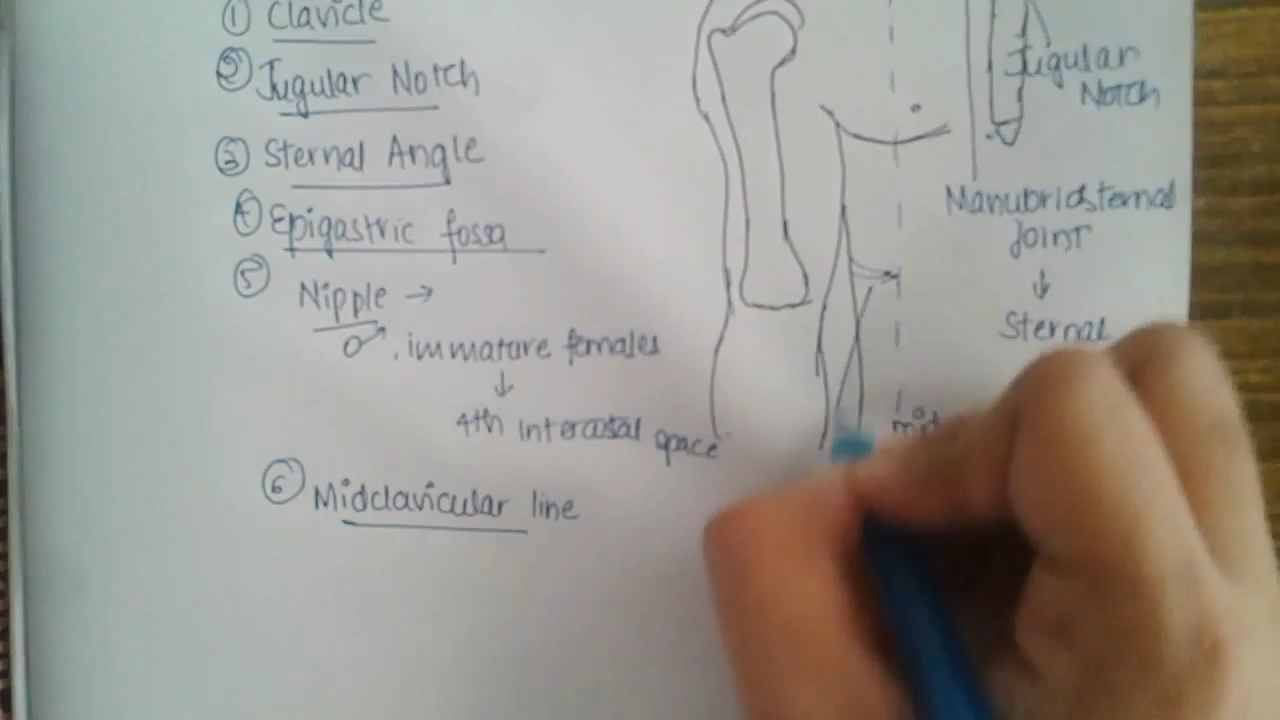 ① Clavicle
② Jugular Notch
③ Sternal Angle
④ Epigastric fossa
⑤ Nipple →
♂, immature females
↓
4th intercostal space
⑥ Midclavicular line
Jugular
Notch
Manubriosternal
joint
↓
Sternal